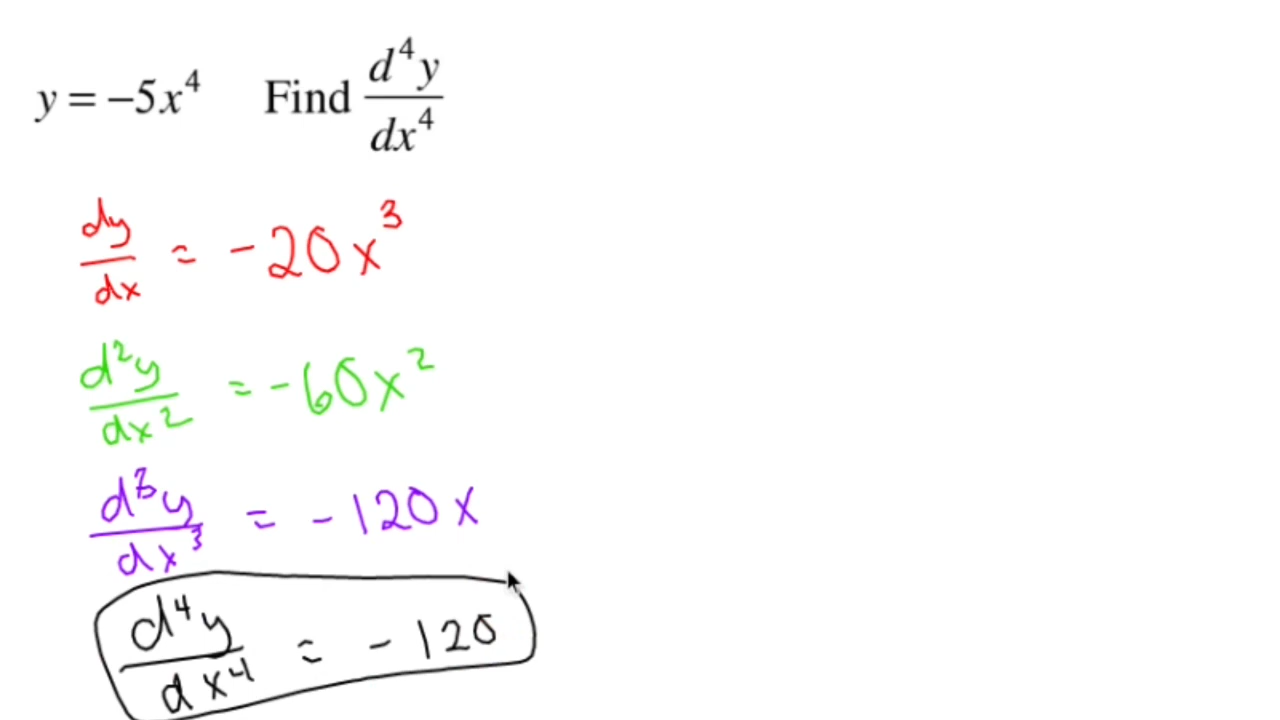 y = −5x⁴ Find d⁴y/dx⁴
dy/dx = -20x³
d²y/dx² = -60x²
d³y/dx³ = -120x
d⁴y/dx⁴ = -120